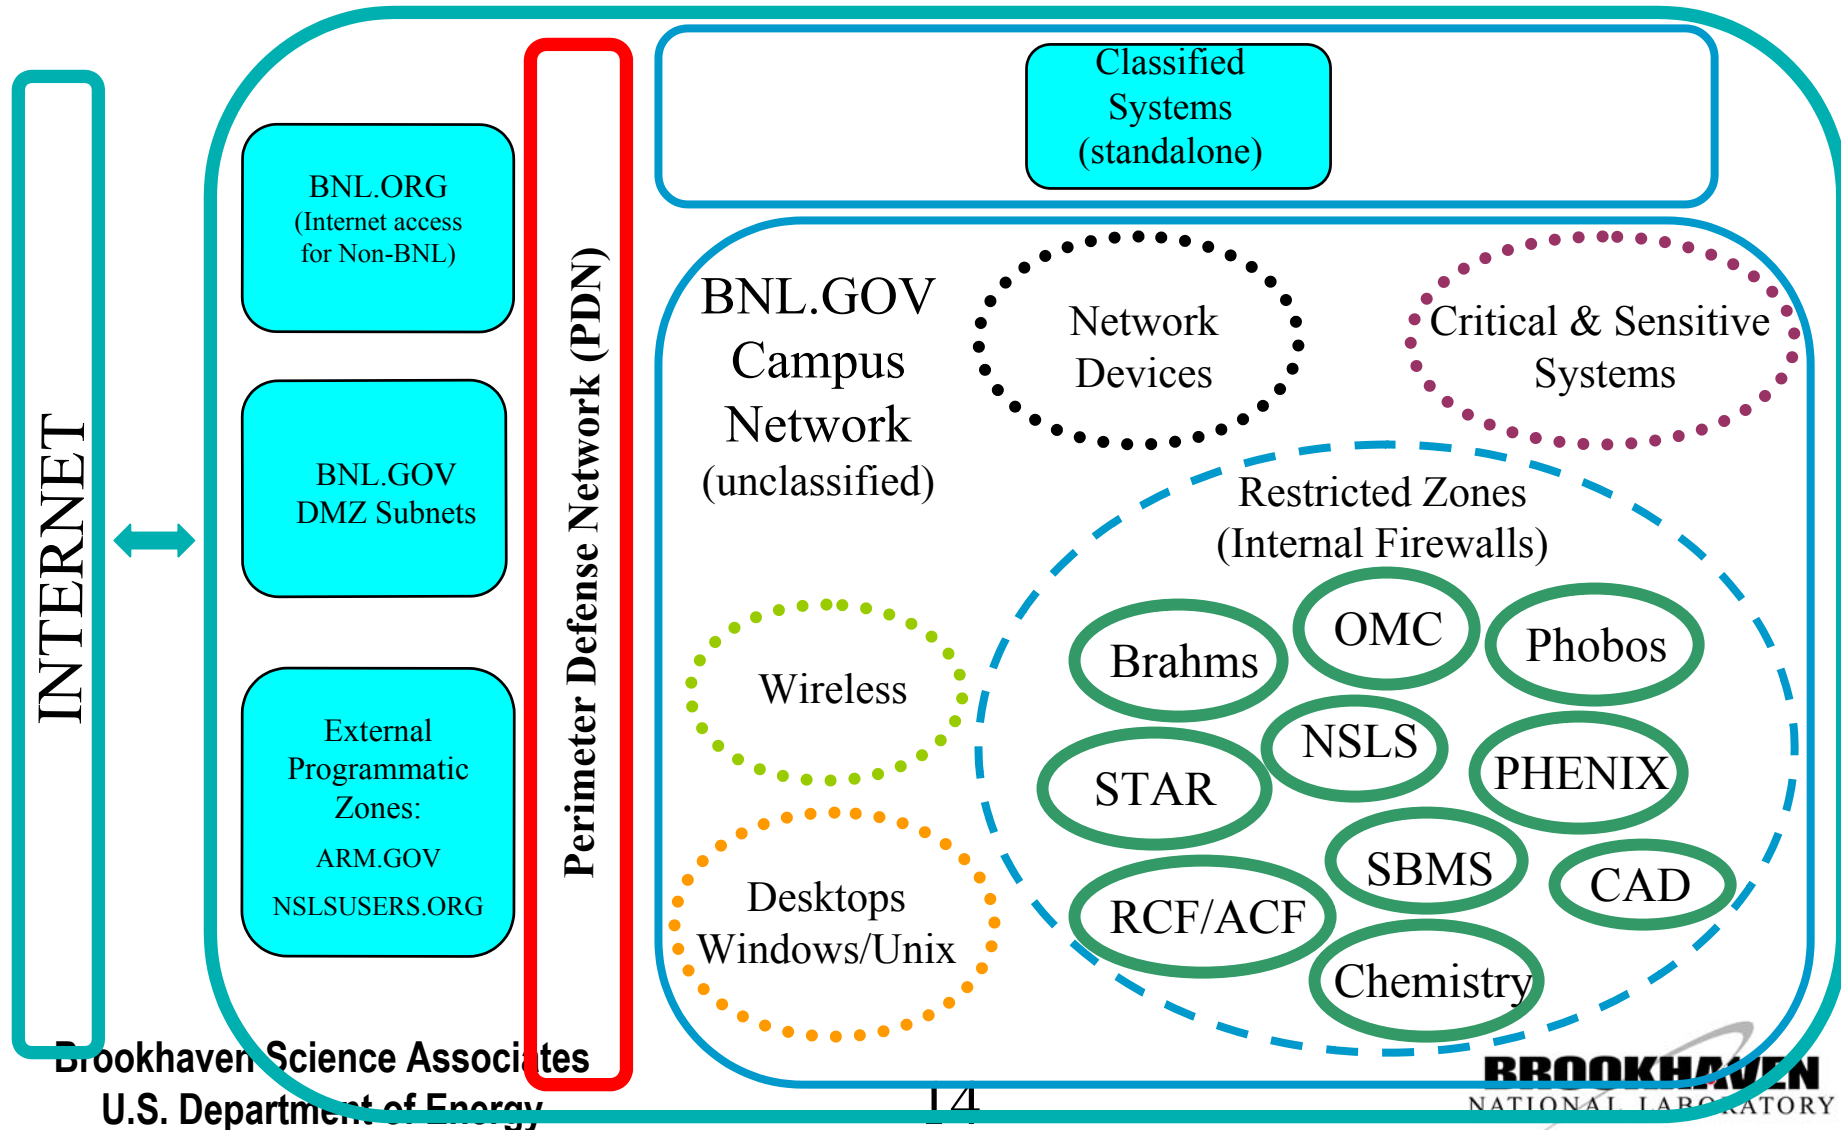 INTERNET
BNL.ORG
(Internet access
for Non-BNL)
BNL.GOV
DMZ Subnets
External
Programmatic
Zones:
ARM.GOV
NSLSUSERS.ORG
Perimeter Defense Network (PDN)
Classified
Systems
(standalone)
BNL.GOV
Campus
Network
(unclassified)
Network
Devices
Critical & Sensitive
Systems
Wireless
Desktops
Windows/Unix
Restricted Zones
(Internal Firewalls)
Brahms
OMC
Phobos
STAR
NSLS
PHENIX
RCF/ACF
SBMS
CAD
Chemistry
Brookhaven Science Associates
U.S. Department of Energy
14
BROOKHAVEN
NATIONAL LABORATORY